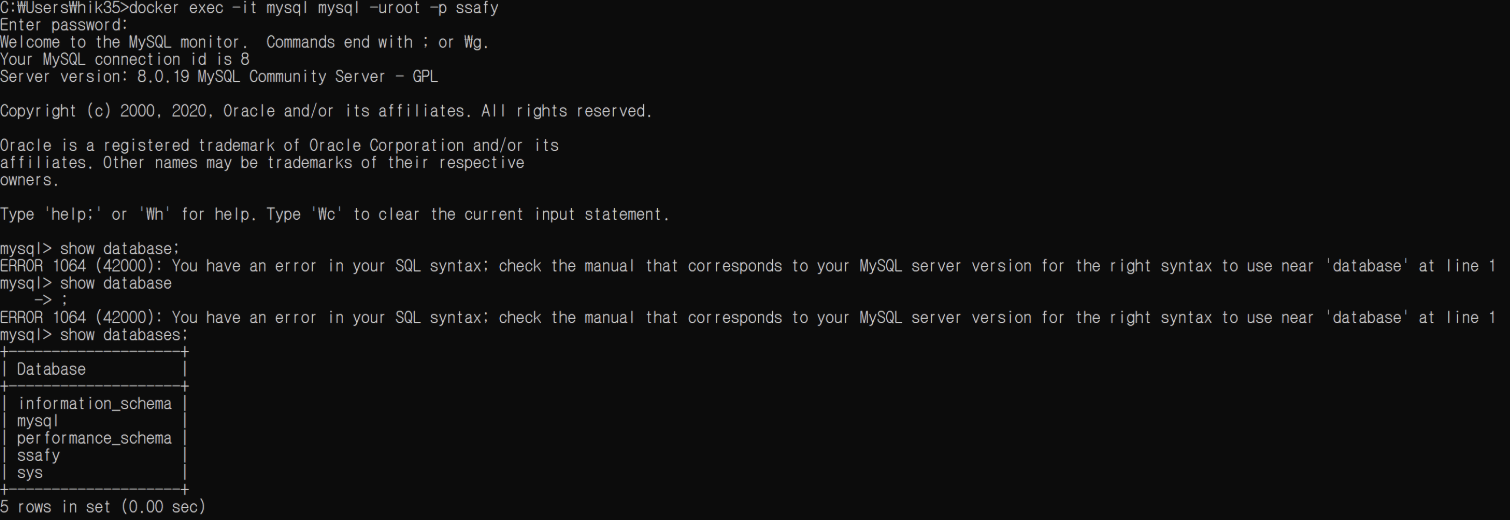 C:₩Users₩hik35>docker exec -it mysql mysql -uroot -p ssafy
Enter password:
Welcome to the MySQL monitor.  Commands end with ; or ₩g.
Your MySQL connection id is 8
Server version: 8.0.19 MySQL Community Server - GPL
Copyright (c) 2000, 2020, Oracle and/or its affiliates. All rights reserved.
Oracle is a registered trademark of Oracle Corporation and/or its
affiliates. Other names may be trademarks of their respective
owners.
Type 'help;' or '₩h' for help. Type '₩c' to clear the current input statement.
mysql> show database;
ERROR 1064 (42000): You have an error in your SQL syntax; check the manual that corresponds to your MySQL server version for the right syntax to use near 'database' at line 1
mysql> show database
    -> ;
ERROR 1064 (42000): You have an error in your SQL syntax; check the manual that corresponds to your MySQL server version for the right syntax to use near 'database' at line 1
mysql> show databases;
+--------------------+
| Database           |
+--------------------+
| information_schema |
| mysql              |
| performance_schema |
| ssafy              |
| sys                |
+--------------------+
5 rows in set (0.00 sec)